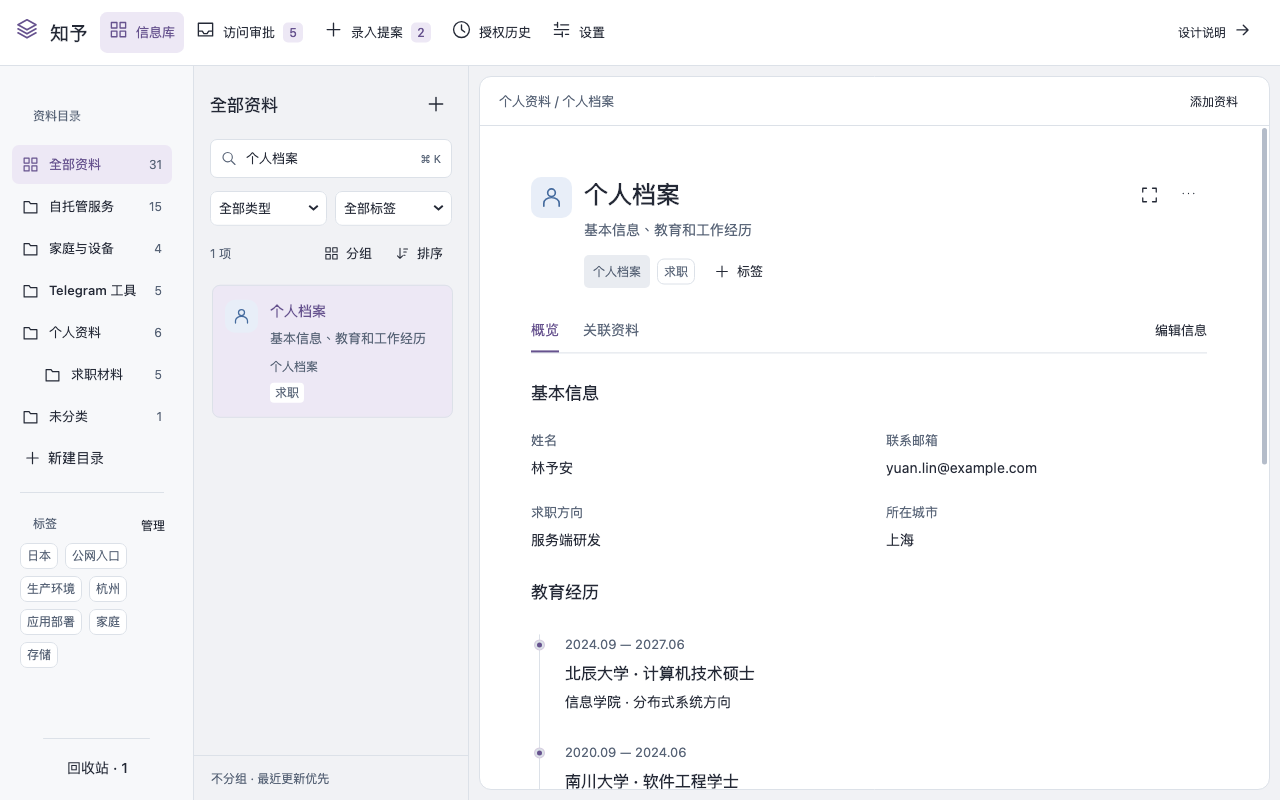 知予
信息库
访问审批 5
录入提案 2
授权历史
设置
设计说明
资料目录
全部资料 31
自托管服务 15
家庭与设备 4
Telegram 工具 5
个人资料 6
求职材料 5
未分类 1
新建目录
标签 管理
日本 公网入口
生产环境 杭州
应用部署 家庭
存储
回收站 · 1
全部资料
个人档案 ⌘ K
全部类型 全部标签
1 项 分组 排序
个人档案
基本信息、教育和工作经历
个人档案
求职
不分组 · 最近更新优先
个人资料 / 个人档案 添加资料
个人档案
基本信息、教育和工作经历
个人档案 求职 标签
概览 关联资料 编辑信息
基本信息
姓名 联系邮箱
林予安 yuan.lin@example.com
求职方向 所在城市
服务端研发 上海
教育经历
2024.09 — 2027.06
北辰大学 · 计算机技术硕士
信息学院 · 分布式系统方向
2020.09 — 2024.06
南川大学 · 软件工程学士